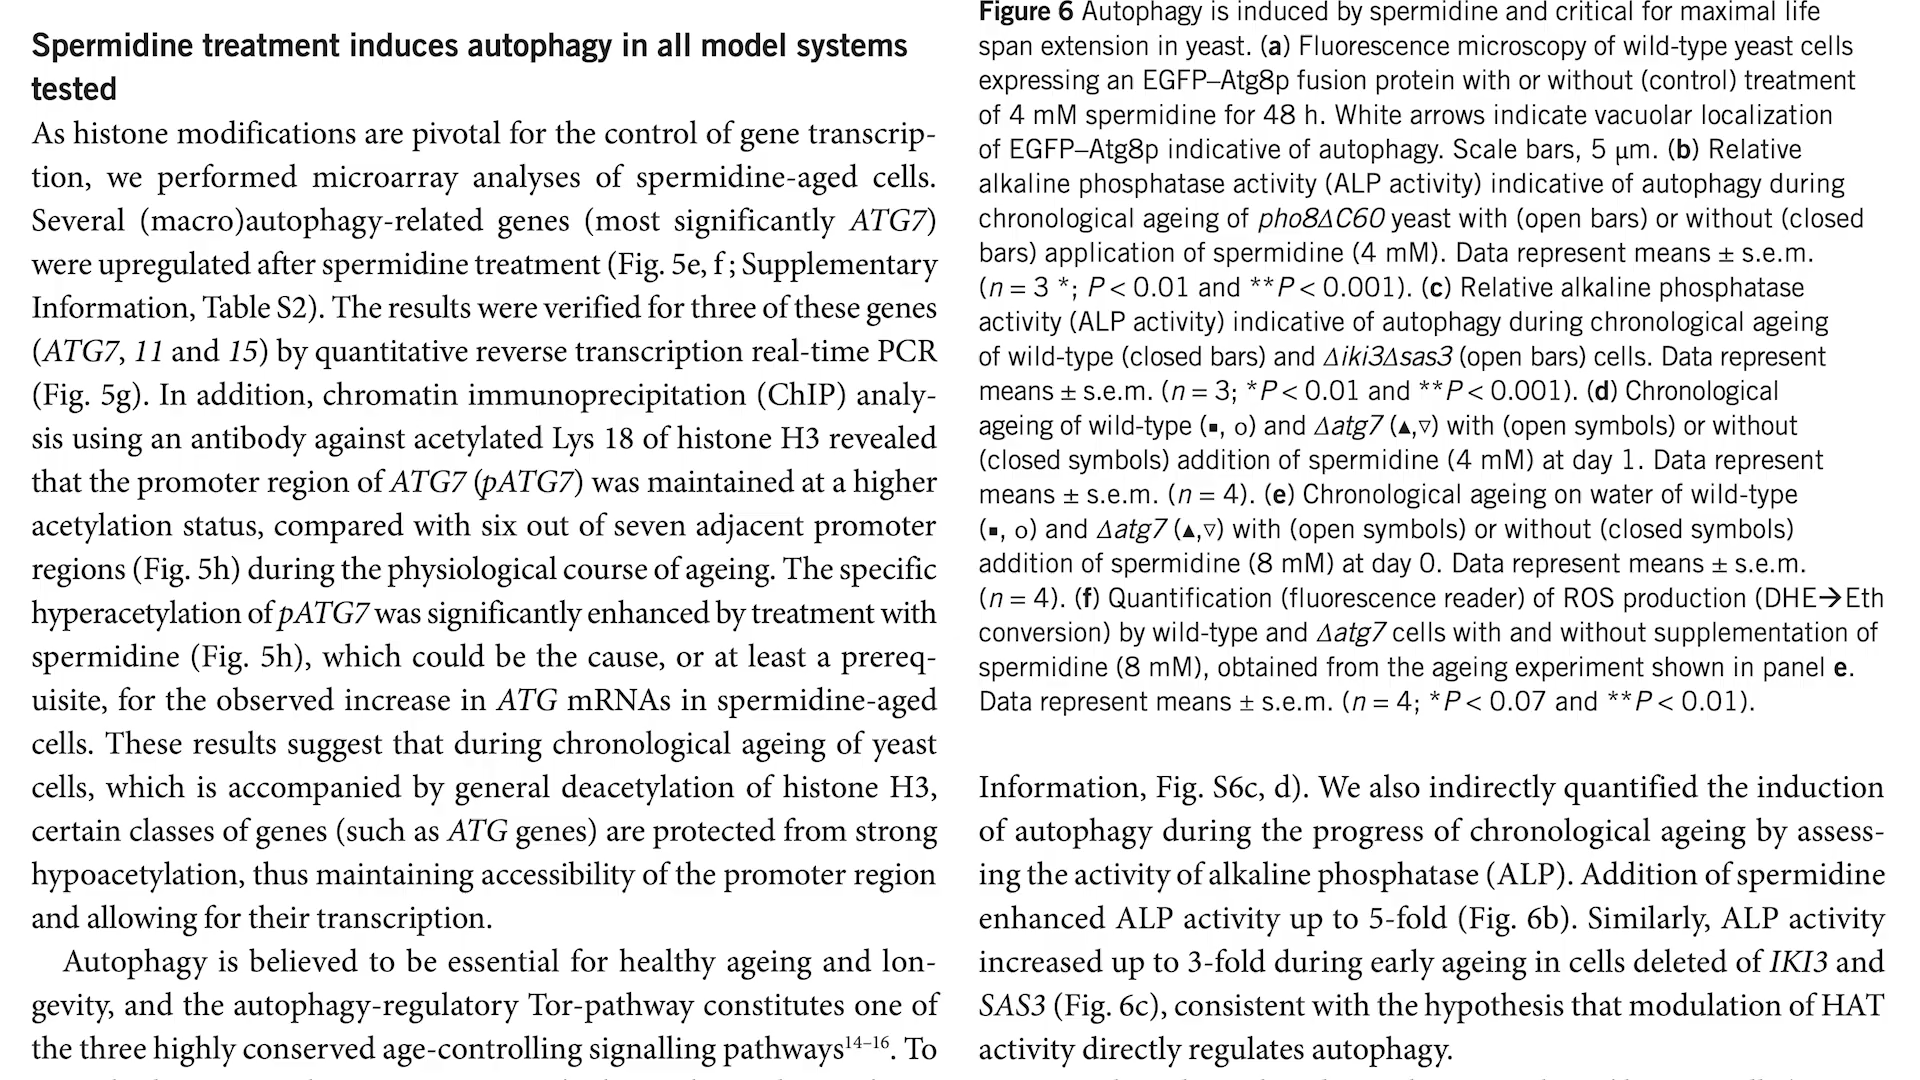 Spermidine treatment induces autophagy in all model systems
tested
As histone modifications are pivotal for the control of gene transcrip-
tion, we performed microarray analyses of spermidine-aged cells.
Several (macro)autophagy-related genes (most significantly ATG7)
were upregulated after spermidine treatment (Fig. 5e, f; Supplementary
Information, Table S2). The results were verified for three of these genes
(ATG7, 11 and 15) by quantitative reverse transcription real-time PCR
(Fig. 5g). In addition, chromatin immunoprecipitation (ChIP) analy-
sis using an antibody against acetylated Lys 18 of histone H3 revealed
that the promoter region of ATG7 (pATG7) was maintained at a higher
acetylation status, compared with six out of seven adjacent promoter
regions (Fig. 5h) during the physiological course of ageing. The specific
hyperacetylation of pATG7 was significantly enhanced by treatment with
spermidine (Fig. 5h), which could be the cause, or at least a prereq-
uisite, for the observed increase in ATG mRNAs in spermidine-aged
cells. These results suggest that during chronological ageing of yeast
cells, which is accompanied by general deacetylation of histone H3,
certain classes of genes (such as ATG genes) are protected from strong
hypoacetylation, thus maintaining accessibility of the promoter region
and allowing for their transcription.
Autophagy is believed to be essential for healthy ageing and lon-
gevity, and the autophagy-regulatory Tor-pathway constitutes one of
the three highly conserved age-controlling signalling pathways14–16. To
Figure 6 Autophagy is induced by spermidine and critical for maximal life
span extension in yeast. (a) Fluorescence microscopy of wild-type yeast cells
expressing an EGFP–Atg8p fusion protein with or without (control) treatment
of 4 mM spermidine for 48 h. White arrows indicate vacuolar localization
of EGFP–Atg8p indicative of autophagy. Scale bars, 5 μm. (b) Relative
alkaline phosphatase activity (ALP activity) indicative of autophagy during
chronological ageing of pho8ΔC60 yeast with (open bars) or without (closed
bars) application of spermidine (4 mM). Data represent means ± s.e.m.
(n = 3 *; P < 0.01 and **P < 0.001). (c) Relative alkaline phosphatase
activity (ALP activity) indicative of autophagy during chronological ageing
of wild-type (closed bars) and Δiki3Δsas3 (open bars) cells. Data represent
means ± s.e.m. (n = 3; *P < 0.01 and **P < 0.001). (d) Chronological
ageing of wild-type (▪, o) and Δatg7 (▴,▿) with (open symbols) or without
(closed symbols) addition of spermidine (4 mM) at day 1. Data represent
means ± s.e.m. (n = 4). (e) Chronological ageing on water of wild-type
(▪, o) and Δatg7 (▴,▿) with (open symbols) or without (closed symbols)
addition of spermidine (8 mM) at day 0. Data represent means ± s.e.m.
(n = 4). (f) Quantification (fluorescence reader) of ROS production (DHE→Eth
conversion) by wild-type and Δatg7 cells with and without supplementation of
spermidine (8 mM), obtained from the ageing experiment shown in panel e.
Data represent means ± s.e.m. (n = 4; *P < 0.07 and **P < 0.01).
Information, Fig. S6c, d). We also indirectly quantified the induction
of autophagy during the progress of chronological ageing by assess-
ing the activity of alkaline phosphatase (ALP). Addition of spermidine
enhanced ALP activity up to 5-fold (Fig. 6b). Similarly, ALP activity
increased up to 3-fold during early ageing in cells deleted of IKI3 and
SAS3 (Fig. 6c), consistent with the hypothesis that modulation of HAT
activity directly regulates autophagy.